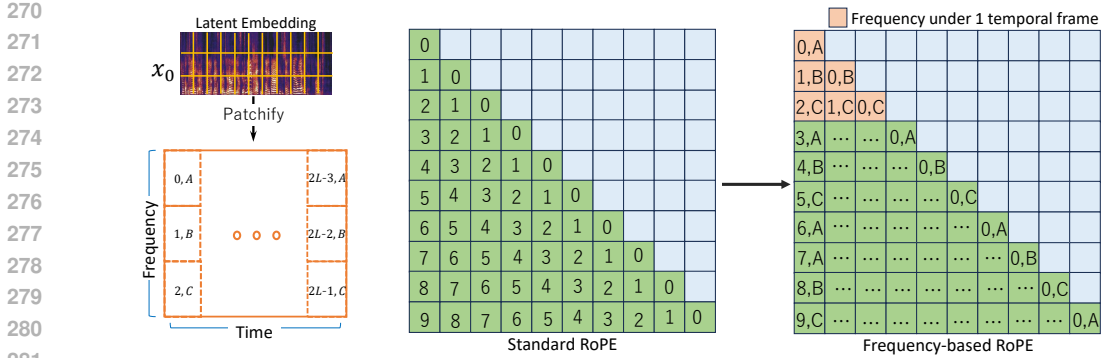 270
271
272
273
274
275
276
277
278
279
280
Latent Embedding
x₀
Patchify
Frequency
0, A
1, B
2, C
2L-3, A
2L-2, B
2L-1, C
Time
0
1 0
2 1 0
3 2 1 0
4 3 2 1 0
5 4 3 2 1 0
6 5 4 3 2 1 0
7 6 5 4 3 2 1 0
8 7 6 5 4 3 2 1 0
9 8 7 6 5 4 3 2 1 0
Standard RoPE
Frequency under 1 temporal frame
0,A
1,B 0,B
2,C 1,C 0,C
3,A … … 0,A
4,B … … … 0,B
5,C … … … … 0,C
6,A … … … … … 0,A
7,A … … … … … … 0,B
8,B … … … … … … … 0,C
9,C … … … … … … … … 0,A
Frequency-based RoPE